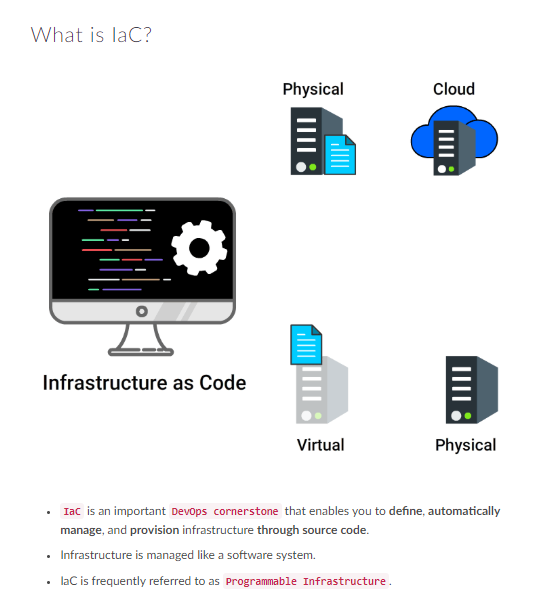 What is IaC?
Physical
Cloud
Infrastructure as Code
Virtual
Physical
• IaC is an important DevOps cornerstone that enables you to define, automatically
manage, and provision infrastructure through source code.
• Infrastructure is managed like a software system.
• IaC is frequently referred to as Programmable Infrastructure.